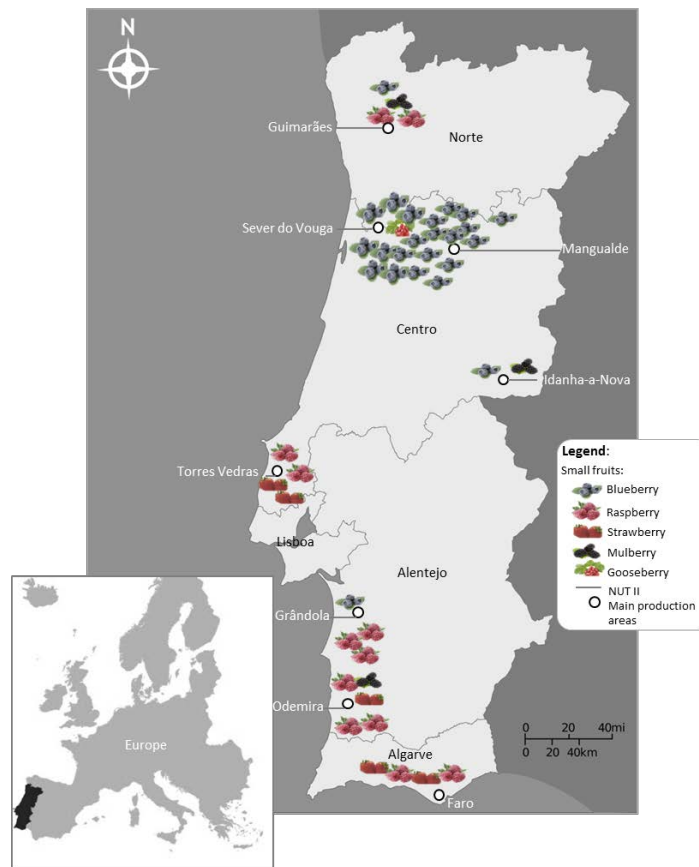 N
Guimarães
Norte
Sever do Vouga
Mangualde
Centro
Idanha-a-Nova
Torres Vedras
Lisboa
Alentejo
Grândola
Odemira
Algarve
Faro
Legend:
Small fruits:
Blueberry
Raspberry
Strawberry
Mulberry
Gooseberry
NUT II
Main production
areas
0 20 40mi
0 20 40km
Europe